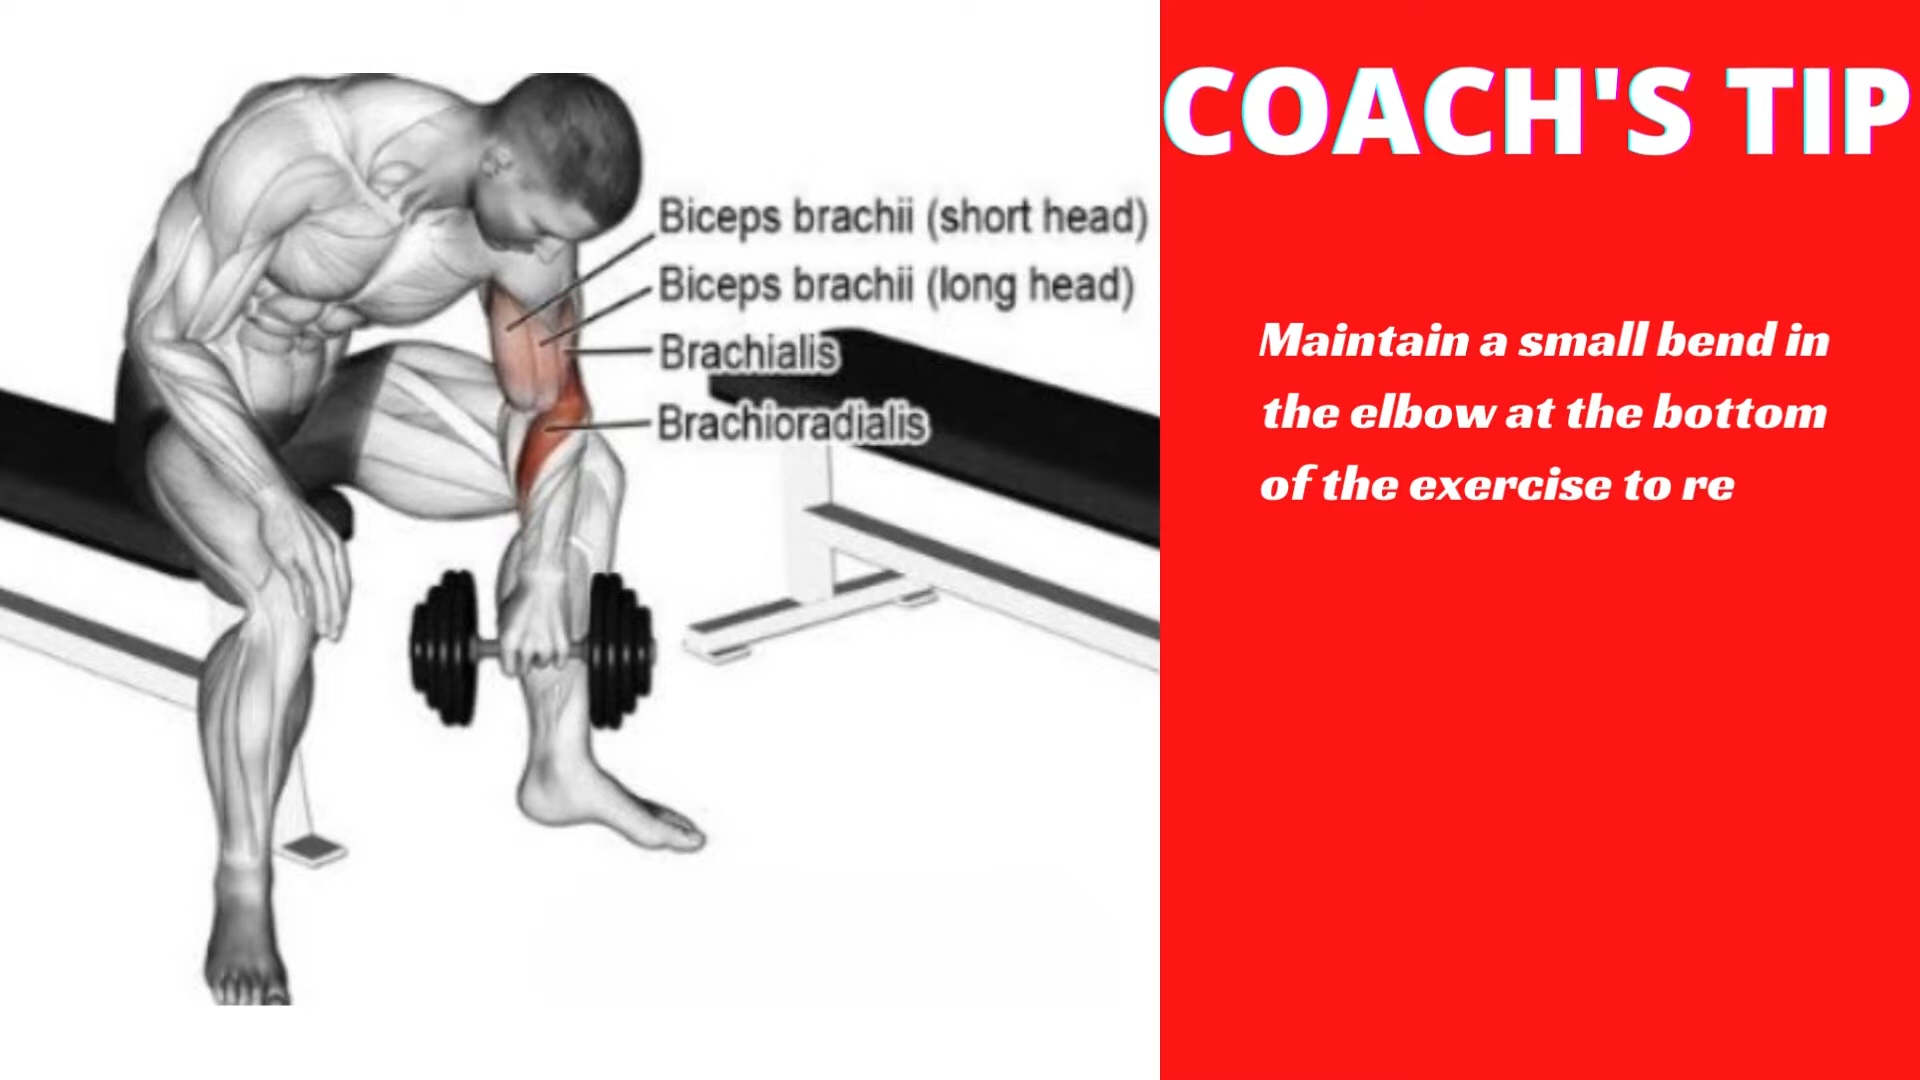 COACH'S TIP
Biceps brachii (short head)
Biceps brachii (long head)
Brachialis
Brachioradialis
Maintain a small bend in
the elbow at the bottom
of the exercise to re